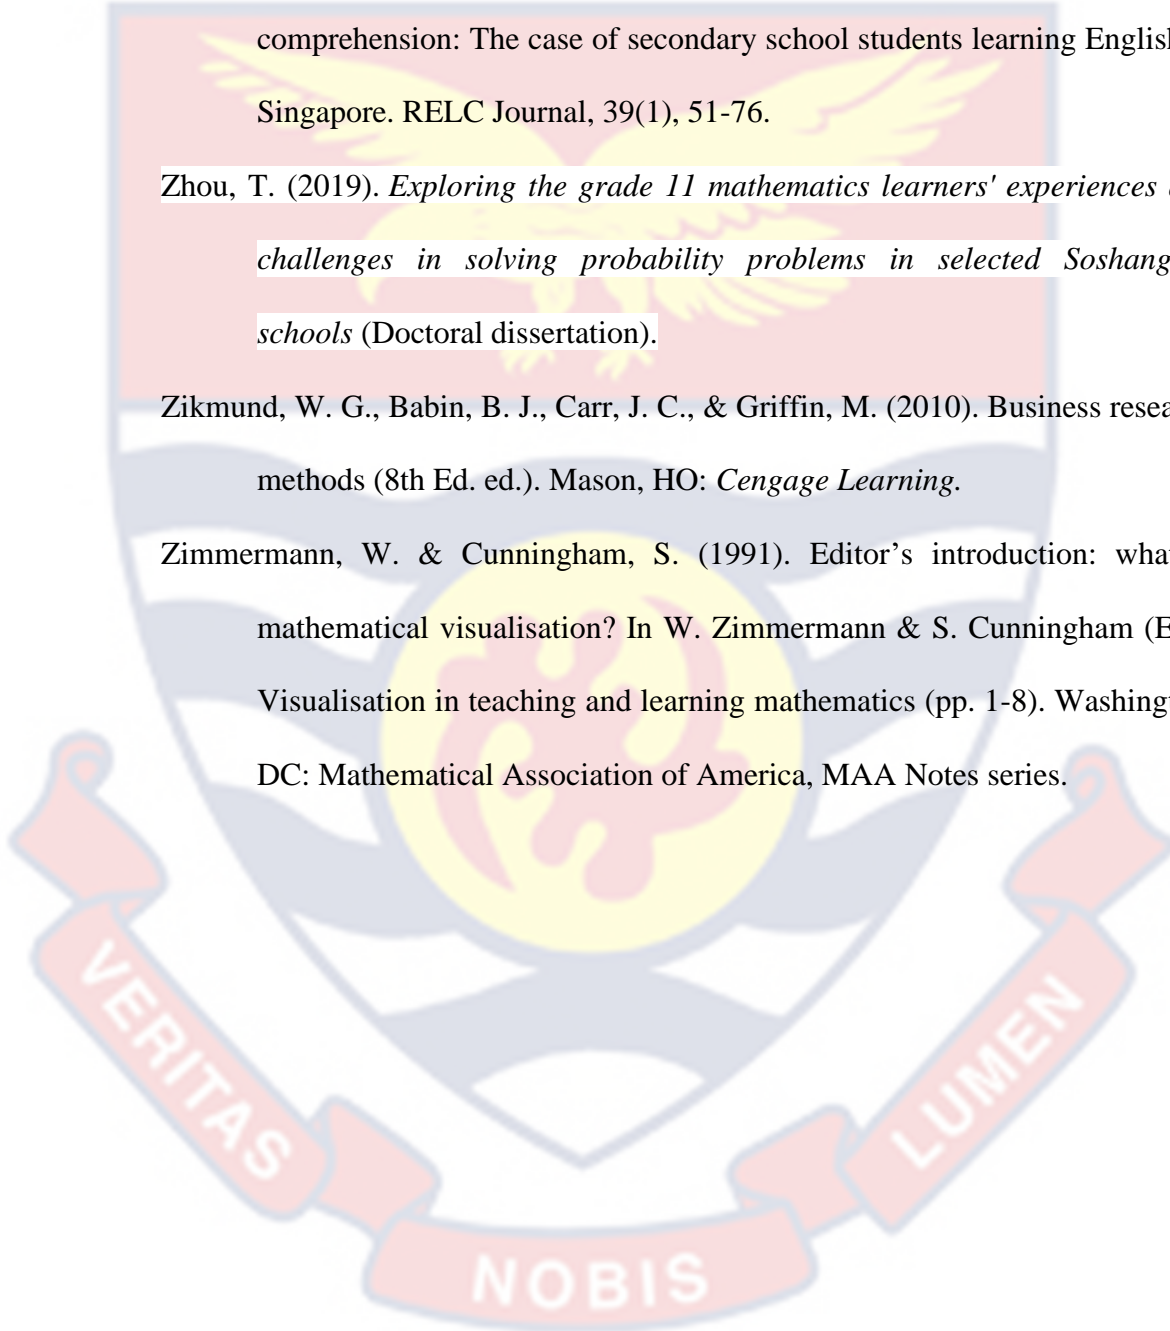 comprehension: The case of secondary school students learning English
Singapore. RELC Journal, 39(1), 51-76.
Zhou, T. (2019). Exploring the grade 11 mathematics learners' experiences
challenges in solving probability problems in selected Soshang
schools (Doctoral dissertation).
Zikmund, W. G., Babin, B. J., Carr, J. C., & Griffin, M. (2010). Business resea
methods (8th Ed. ed.). Mason, HO: Cengage Learning.
Zimmermann, W. & Cunningham, S. (1991). Editor’s introduction: what
mathematical visualisation? In W. Zimmermann & S. Cunningham (E
Visualisation in teaching and learning mathematics (pp. 1-8). Washing
DC: Mathematical Association of America, MAA Notes series.
VERITAS
NOBIS
LUMEN